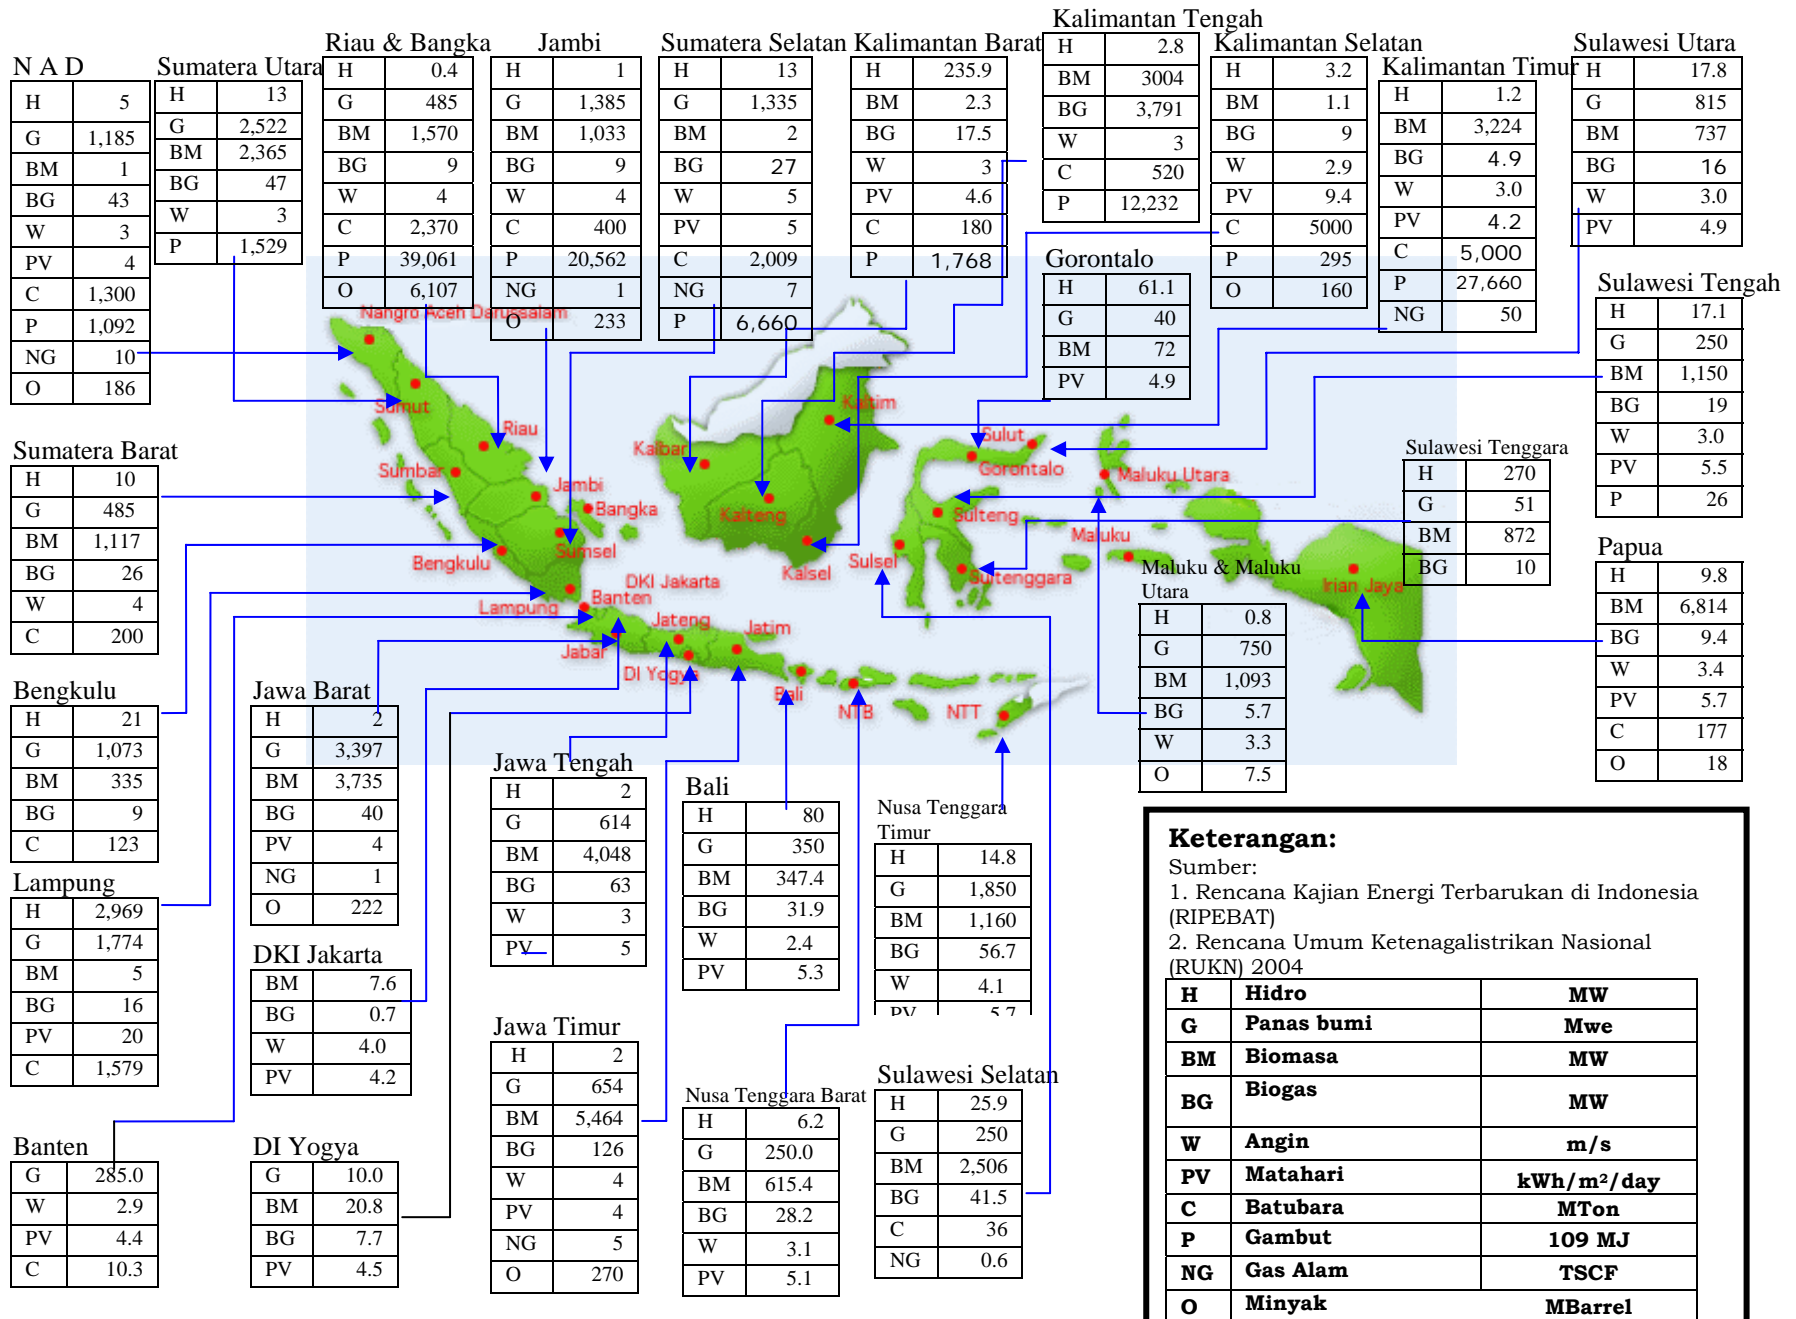 N A D
H 5
G 1,185
BM 1
BG 43
W 3
PV 4
C 1,300
P 1,092
NG 10
O 186
Sumatera Utara
H 13
G 2,522
BM 2,365
BG 47
W 3
P 1,529
Riau & Bangka
H 0.4
G 485
BM 1,570
BG 9
W 4
C 2,370
P 39,061
O 6,107
Jambi
H 1
G 1,385
BM 1,033
BG 9
W 4
C 400
P 20,562
NG 1
O 233
Sumatera Selatan
H 13
G 1,335
BM 2
BG 27
W 5
PV 5
C 2,009
NG 7
P 6,660
Kalimantan Barat
H 235.9
BM 2.3
BG 17.5
W 3
PV 4.6
C 180
P 1,768
Kalimantan Tengah
H 2.8
BM 3004
BG 3,791
W 3
C 520
P 12,232
Kalimantan Selatan
H 3.2
BM 1.1
BG 9
W 2.9
PV 9.4
C 5000
P 295
O 160
Kalimantan Timur
H 1.2
BM 3,224
BG 4.9
W 3.0
PV 4.2
C 5,000
P 27,660
NG 50
Sulawesi Utara
H 17.8
G 815
BM 737
BG 16
W 3.0
PV 4.9
Gorontalo
H 61.1
G 40
BM 72
PV 4.9
Sulawesi Tengah
H 17.1
G 250
BM 1,150
BG 19
W 3.0
PV 5.5
P 26
Sulawesi Tenggara
H 270
G 51
BM 872
BG 10
Papua
H 9.8
BM 6,814
BG 9.4
W 3.4
PV 5.7
C 177
O 18
Maluku & Maluku
Utara
H 0.8
G 750
BM 1,093
BG 5.7
W 3.3
O 7.5
Sumatera Barat
H 10
G 485
BM 1,117
BG 26
W 4
C 200
Bengkulu
H 21
G 1,073
BM 335
BG 9
C 123
Lampung
H 2,969
G 1,774
BM 5
BG 16
PV 20
C 1,579
Banten
G 285.0
W 2.9
PV 4.4
C 10.3
Jawa Barat
H 2
G 3,397
BM 3,735
BG 40
PV 4
NG 1
O 222
DKI Jakarta
BM 7.6
BG 0.7
W 4.0
PV 4.2
DI Yogya
G 10.0
BM 20.8
BG 7.7
PV 4.5
Jawa Tengah
H 2
G 614
BM 4,048
BG 63
W 3
PV 5
Jawa Timur
H 2
G 654
BM 5,464
BG 126
W 4
PV 4
NG 5
O 270
Bali
H 80
G 350
BM 347.4
BG 31.9
W 2.4
PV 5.3
Nusa Tenggara Barat
H 6.2
G 250.0
BM 615.4
BG 28.2
W 3.1
PV 5.1
Nusa Tenggara
Timur
H 14.8
G 1,850
BM 1,160
BG 56.7
W 4.1
PV 5.7
Sulawesi Selatan
H 25.9
G 250
BM 2,506
BG 41.5
C 36
NG 0.6
Nangro Aceh Darussalam
Sumut
Riau
Sumbar
Jambi
Bangka
Sumsel
Bengkulu
Lampung
DKI Jakarta
Banten
Jateng
Jatim
Jabar
DI Yogya
Bali
NTB
NTT
Kalbar
Kaltim
Kalteng
Kalsel
Sulut
Gorontalo
Maluku Utara
Sulteng
Maluku
Sulsel
Sultenggara
Irian Jaya
Keterangan:
Sumber:
1. Rencana Kajian Energi Terbarukan di Indonesia
(RIPEBAT)
2. Rencana Umum Ketenagalistrikan Nasional
(RUKN) 2004
H Hidro MW
G Panas bumi Mwe
BM Biomasa MW
BG Biogas MW
W Angin m/s
PV Matahari kWh/m²/day
C Batubara MTon
P Gambut 109 MJ
NG Gas Alam TSCF
O Minyak MBarrel